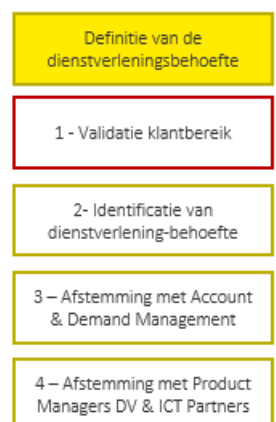 Definitie van de
dienstverleningsbehoefte
1 - Validatie klantbereik
2- Identificatie van
dienstverlening-behoefte
3 – Afstemming met Account
& Demand Management
4 – Afstemming met Product
Managers DV & ICT Partners